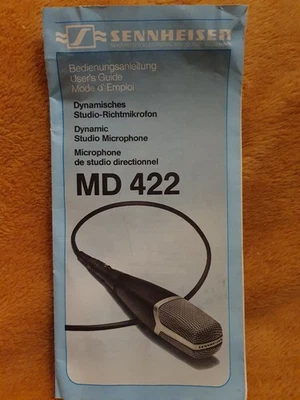 SENNHEISER
Bedienungsanleitung
User's Guide
Mode d'Emploi
Dynamisches
Studio-Richtmikrofon
Dynamic
Studio Microphone
Microphone
de studio directionnel
MD 422